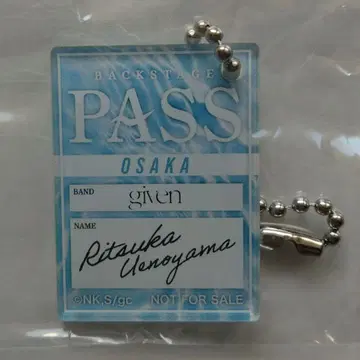 BACKSTAGE
PASS
OSAKA
BAND
given
NAME
Ritsuka
Uenoyama
©NK.S/gc NOT FOR SALE